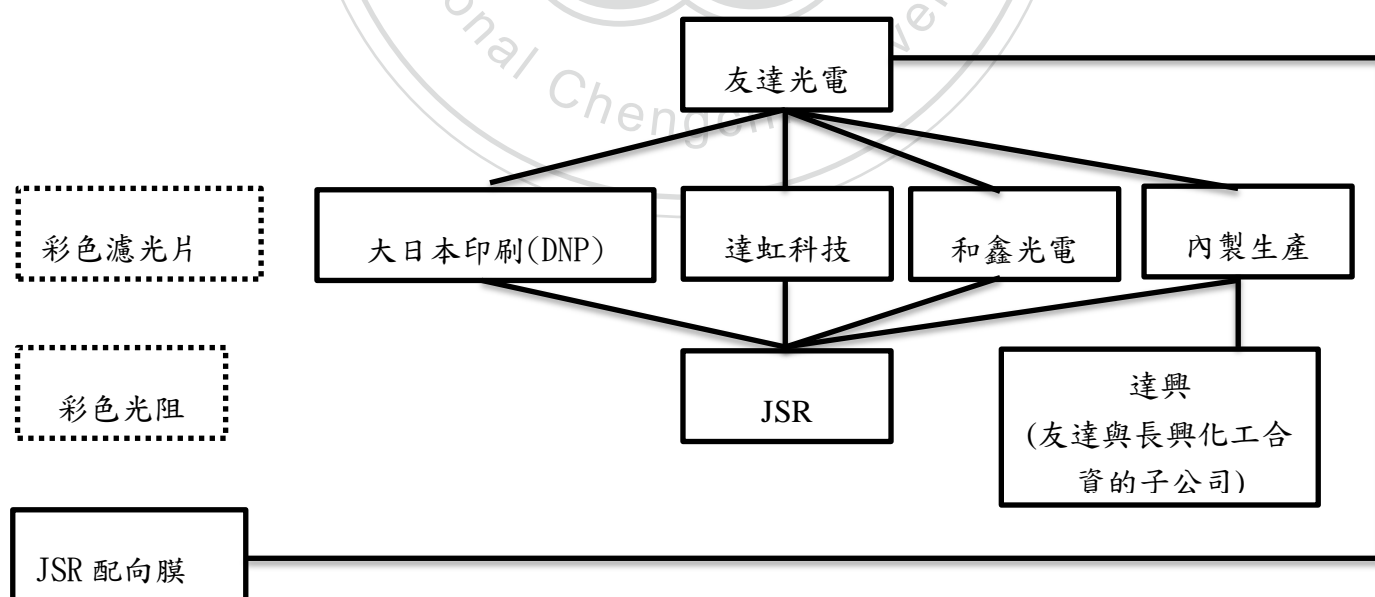 onal Chengch
友達光電
彩色濾光片
大日本印刷(DNP)
達虹科技
和鑫光電
內製生產
彩色光阻
JSR
達興
(友達與長興化工合
資的子公司)
JSR 配向膜